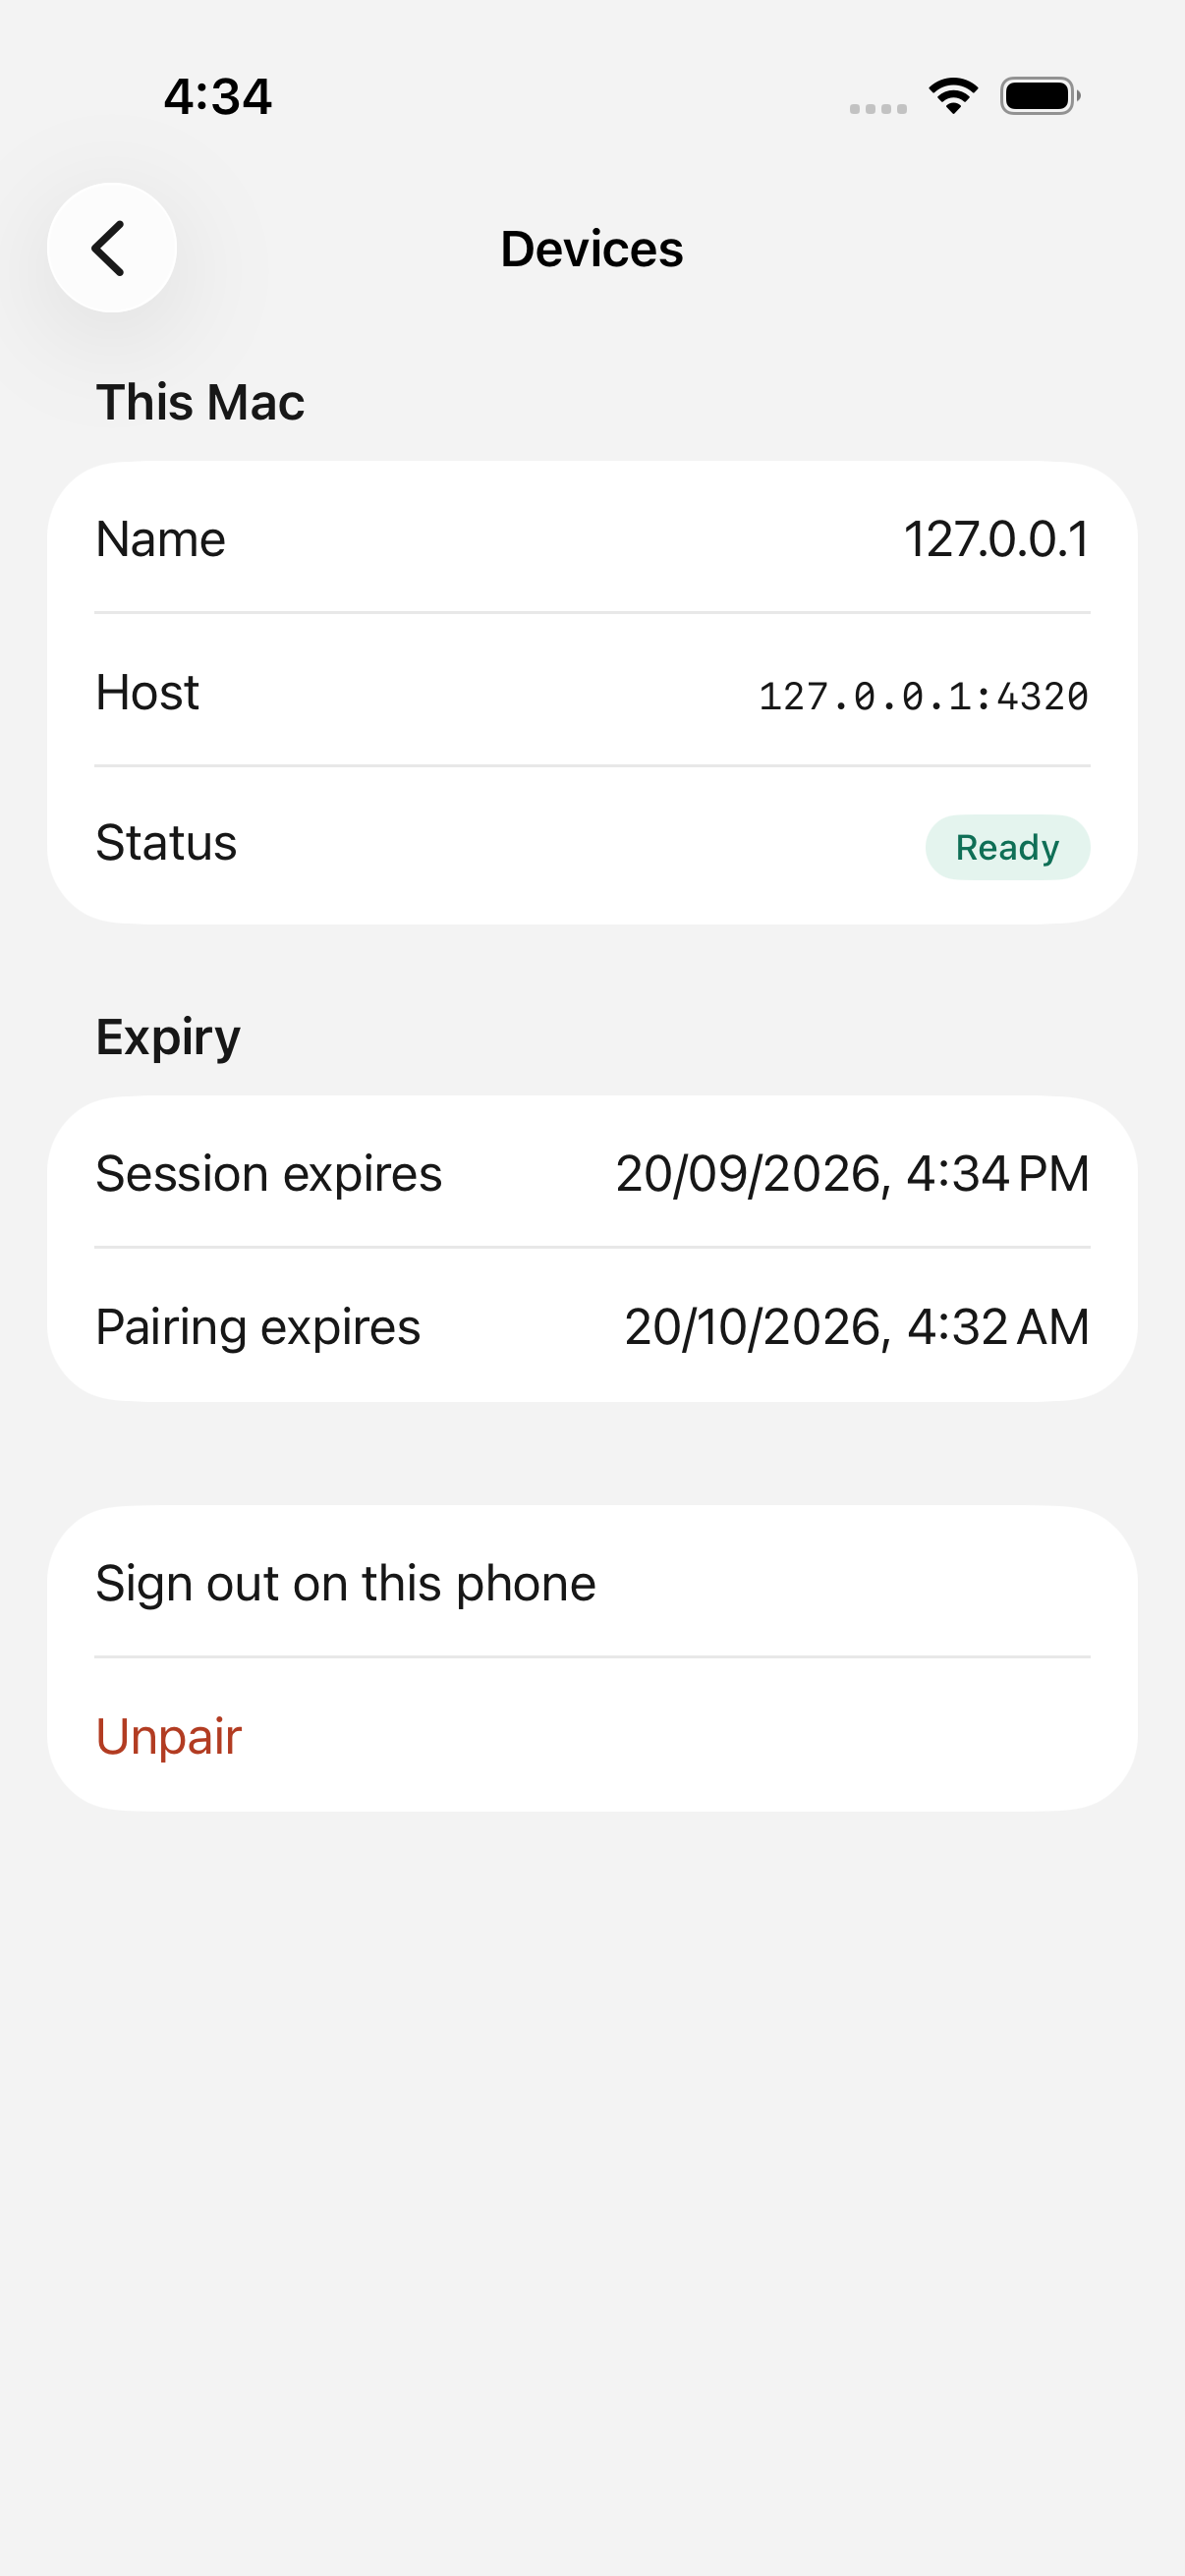 4:34
Devices
This Mac
Name 127.0.0.1
Host 127.0.0.1:4320
Status Ready
Expiry
Session expires 20/09/2026, 4:34 PM
Pairing expires 20/10/2026, 4:32 AM
Sign out on this phone
Unpair